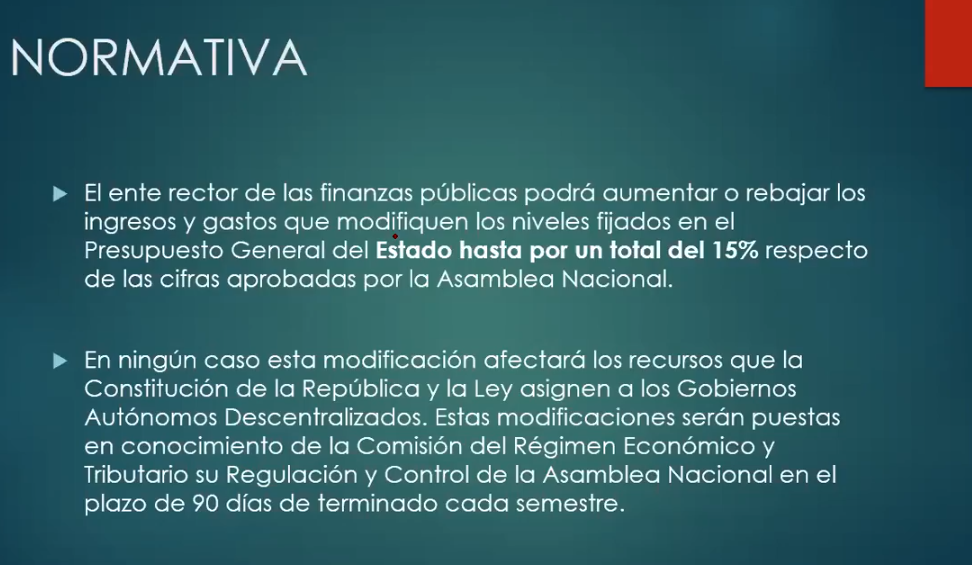 NORMATIVA
El ente rector de las finanzas públicas podrá aumentar o rebajar los
ingresos y gastos que modifiquen los niveles fijados en el
Presupuesto General del Estado hasta por un total del 15% respecto
de las cifras aprobadas por la Asamblea Nacional.
En ningún caso esta modificación afectará los recursos que la
Constitución de la República y la Ley asignen a los Gobiernos
Autónomos Descentralizados. Estas modificaciones serán puestas
en conocimiento de la Comisión del Régimen Económico y
Tributario su Regulación y Control de la Asamblea Nacional en el
plazo de 90 días de terminado cada semestre.